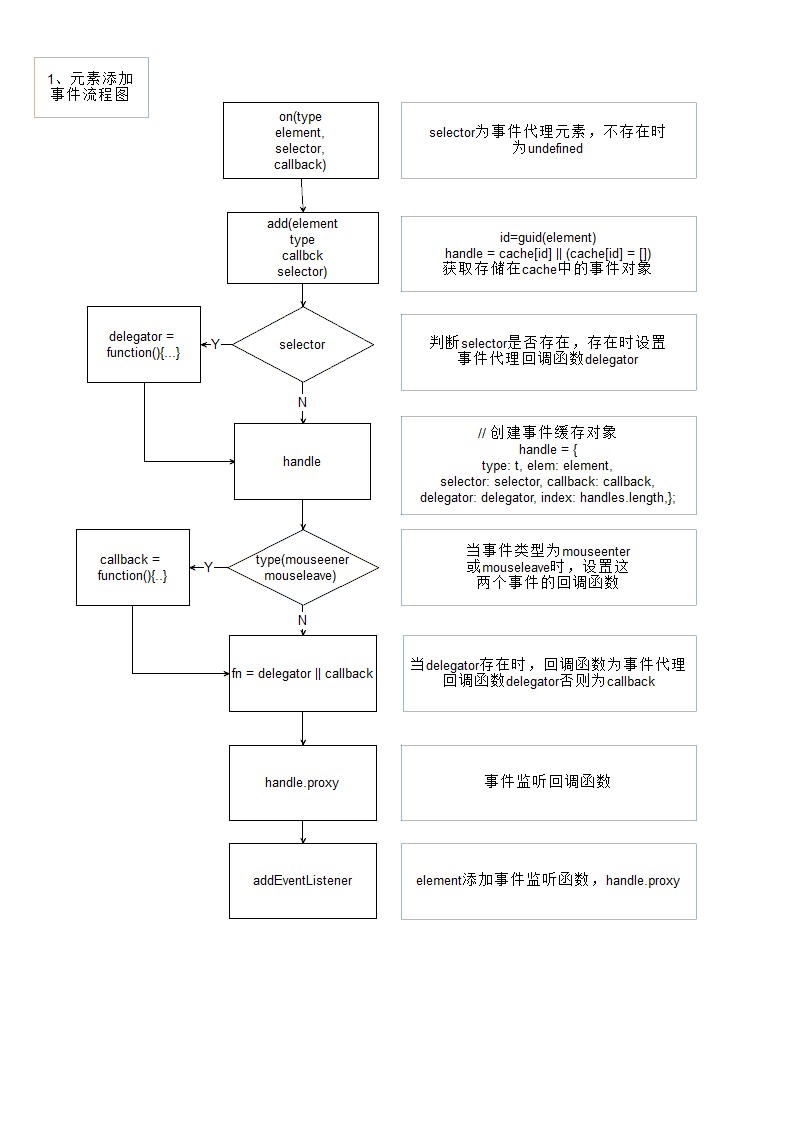 1、元素添加
事件流程图
on(type
element,
selector,
callback)
selector为事件代理元素，不存在时
为undefined
add(element
type
callbck
selector)
id=guid(element)
handle = cache[id] || (cache[id] = [])
获取存储在cache中的事件对象
delegator =
function(){...}
Y
selector
判断selector是否存在，存在时设置
事件代理回调函数delegator
N
handle
// 创建事件缓存对象
handle = {
type: t, elem: element,
selector: selector, callback: callback,
delegator: delegator, index: handles.length,};
callback =
function(){..}
Y
type(mouseener
mouseleave)
当事件类型为mouseenter
或mouseleave时，设置这
两个事件的回调函数
N
fn = delegator || callback
当delegator存在时，回调函数为事件代理
回调函数delegator否则为callback
handle.proxy
事件监听回调函数
addEventListener
element添加事件监听函数，handle.proxy